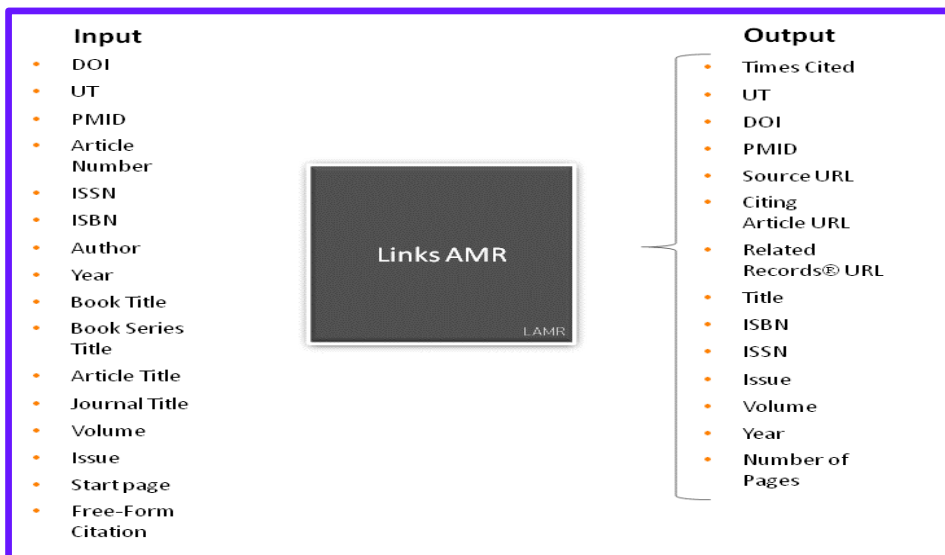 Input
DOI
UT
PMID
Article
Number
ISSN
ISBN
Author
Year
Book Title
Book Series
Title
Article Title
Journal Title
Volume
Issue
Start page
Free-Form
Citation
Links AMR
LAMR
Output
Times Cited
UT
DOI
PMID
Source URL
Citing
Article URL
Related
Records® URL
Title
ISBN
ISSN
Issue
Volume
Year
Number of
Pages